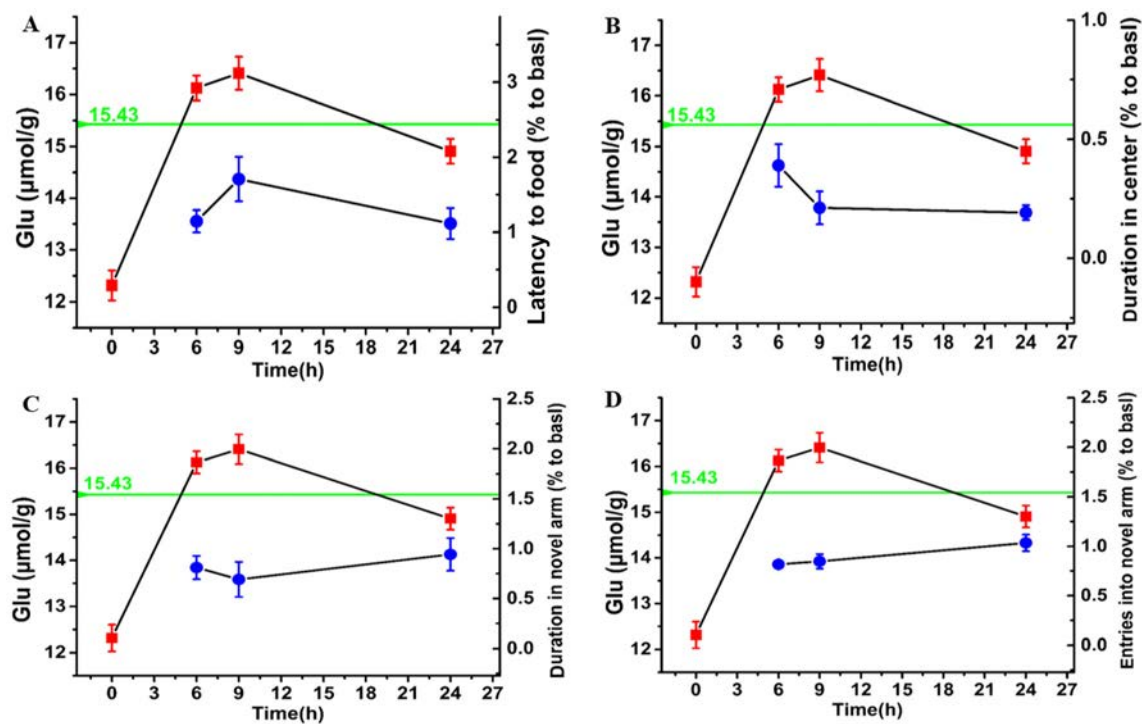 A
Glu (μmol/g)
17
16
15
14
13
12
15.43
3
2
1
0
Latency to food (% to basl)
0 3 6 9 12 15 18 21 24 27
Time(h)
B
Glu (μmol/g)
17
16
15
14
13
12
15.43
1.0
0.5
0.0
Duration in center (% to basl)
0 3 6 9 12 15 18 21 24 27
Time(h)
C
Glu (μmol/g)
17
16
15
14
13
12
15.43
2.5
2.0
1.5
1.0
0.5
0.0
Duration in novel arm (% to basl)
0 3 6 9 12 15 18 21 24 27
Time(h)
D
Glu (μmol/g)
17
16
15
14
13
12
15.43
2.5
2.0
1.5
1.0
0.5
0.0
Entries into novel arm (% to basl)
0 3 6 9 12 15 18 21 24 27
Time(h)